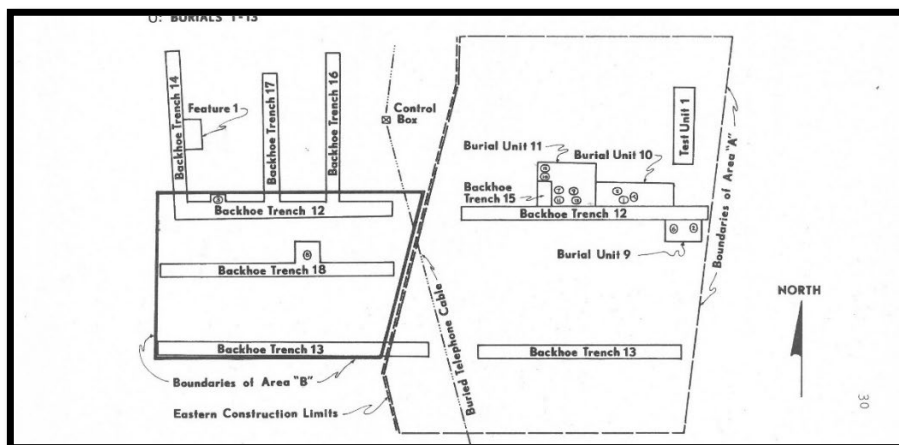 O: BURIALS 1-13
Backhoe Trench 14
Feature 1
Backhoe Trench 17
Backhoe Trench 16
Control
Box
Test Unit 1
Boundaries of Area "A"
Burial Unit 11
Burial Unit 10
Backhoe
Trench 15
Backhoe Trench 12
Backhoe Trench 12
Burial Unit 9
Backhoe Trench 18
Buried Telephone Cable
NORTH
Backhoe Trench 13
Backhoe Trench 13
Boundaries of Area "B"
Eastern Construction Limits
30